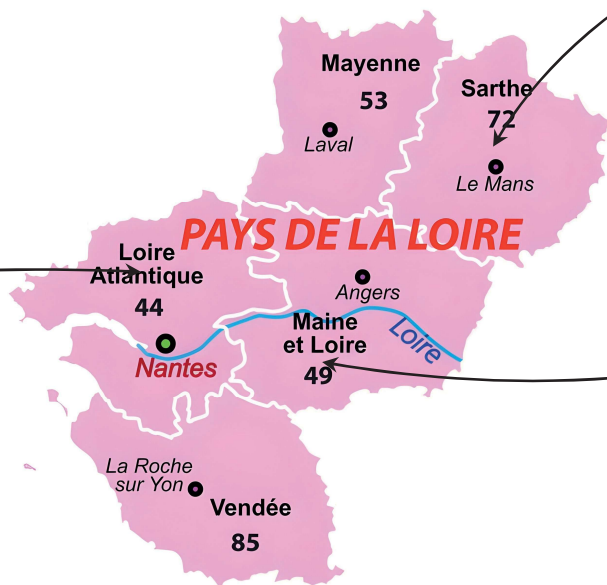 Mayenne
53
Laval
Sarthe
72
Le Mans
PAYS DE LA LOIRE
Loire
Atlantique
44
Nantes
Angers
Maine
et Loire
49
Loire
La Roche
sur Yon
Vendée
85